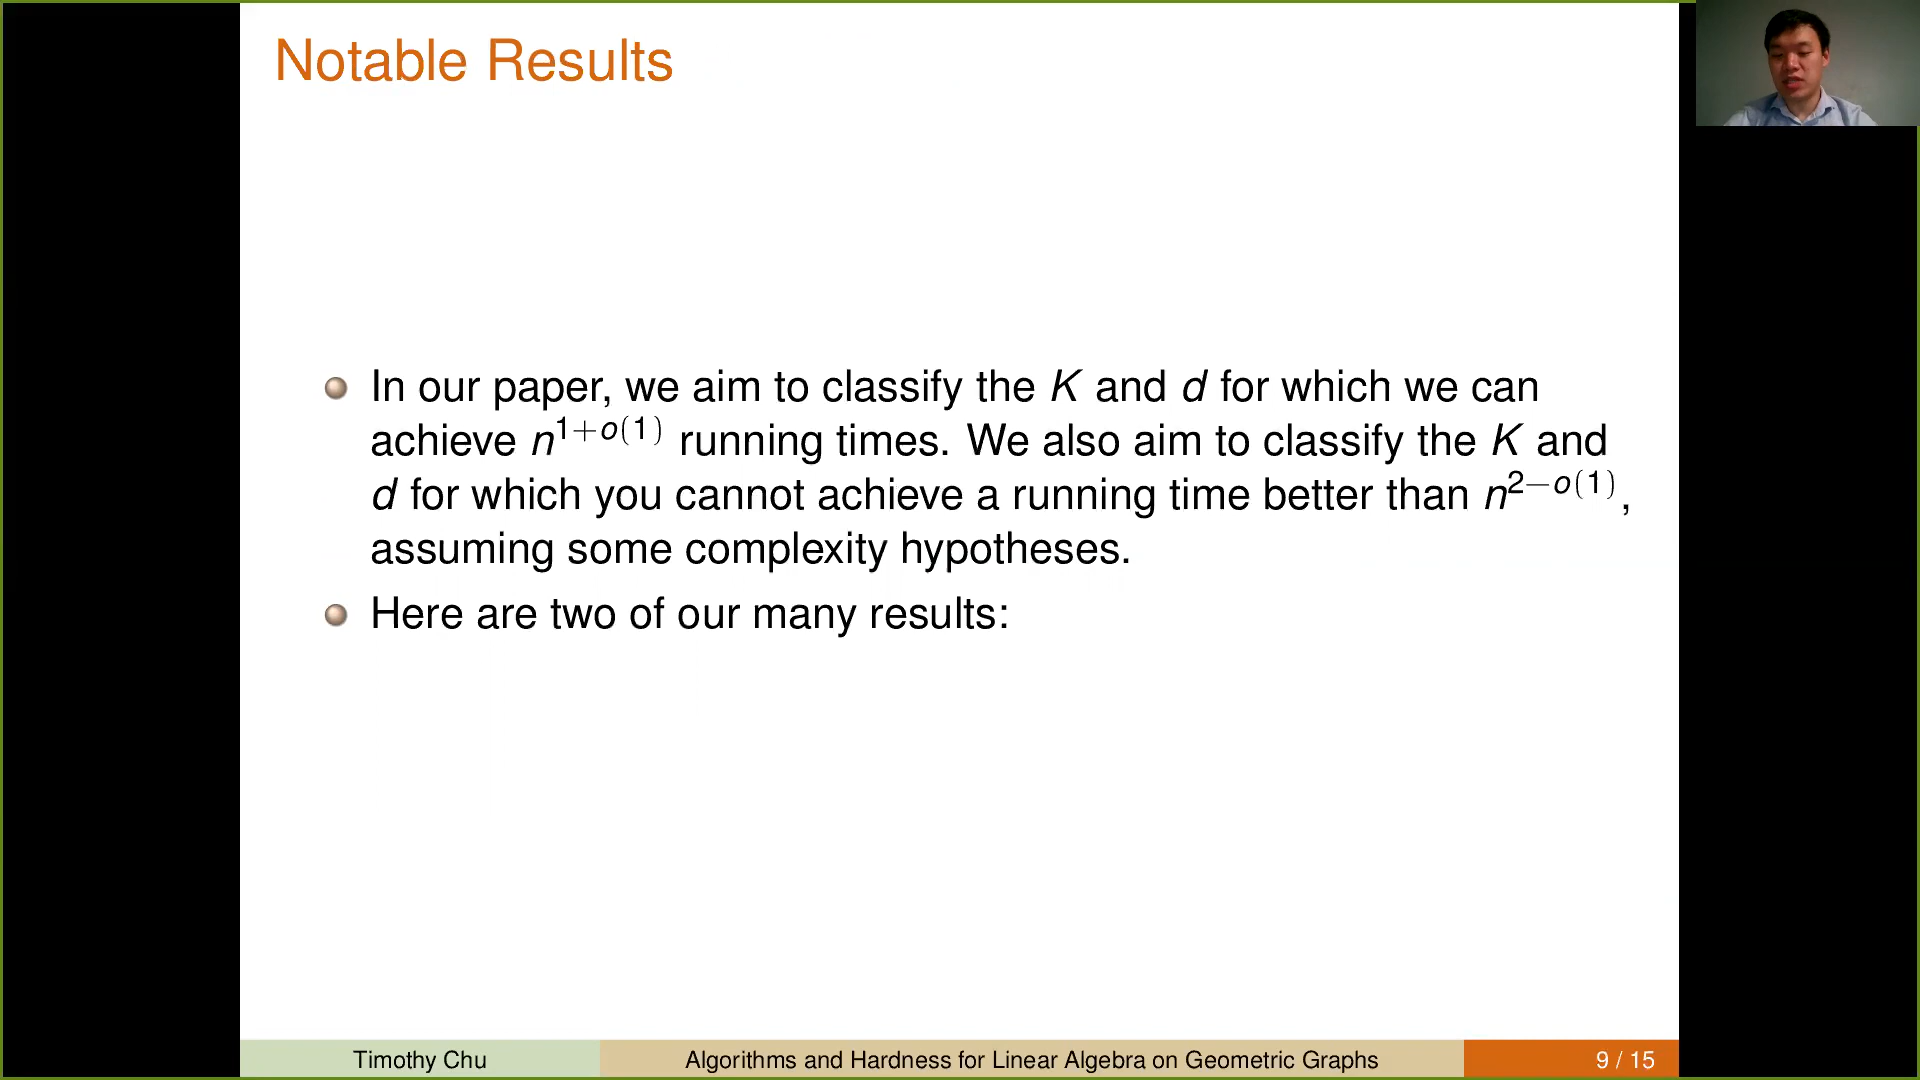 Notable Results
In our paper, we aim to classify the K and d for which we can
achieve n^{1+o(1)} running times. We also aim to classify the K and
d for which you cannot achieve a running time better than n^{2−o(1)},
assuming some complexity hypotheses.
Here are two of our many results:
Timothy Chu
Algorithms and Hardness for Linear Algebra on Geometric Graphs
9 / 15